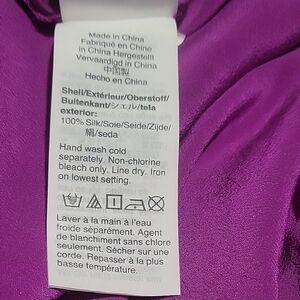 Made in China
Fabriqué en Chine
in China Hergestellt
Vervaardigd in China
中国製
Hecho en China
Shell/Extérieur/Oberstoff/
Buitenkant/シェル/tela
exterior:
100% Silk/Soie/Seide/Zijde/
絹/seda
Hand wash cold
separately. Non-chlorine
bleach only. Line dry. Iron
on lowest setting.
Laver à la main à l'eau
froide séparément. Agent
de blanchiment sans chlore
seulement. Sécher sur une
corde. Repasser à la plus
basse température.